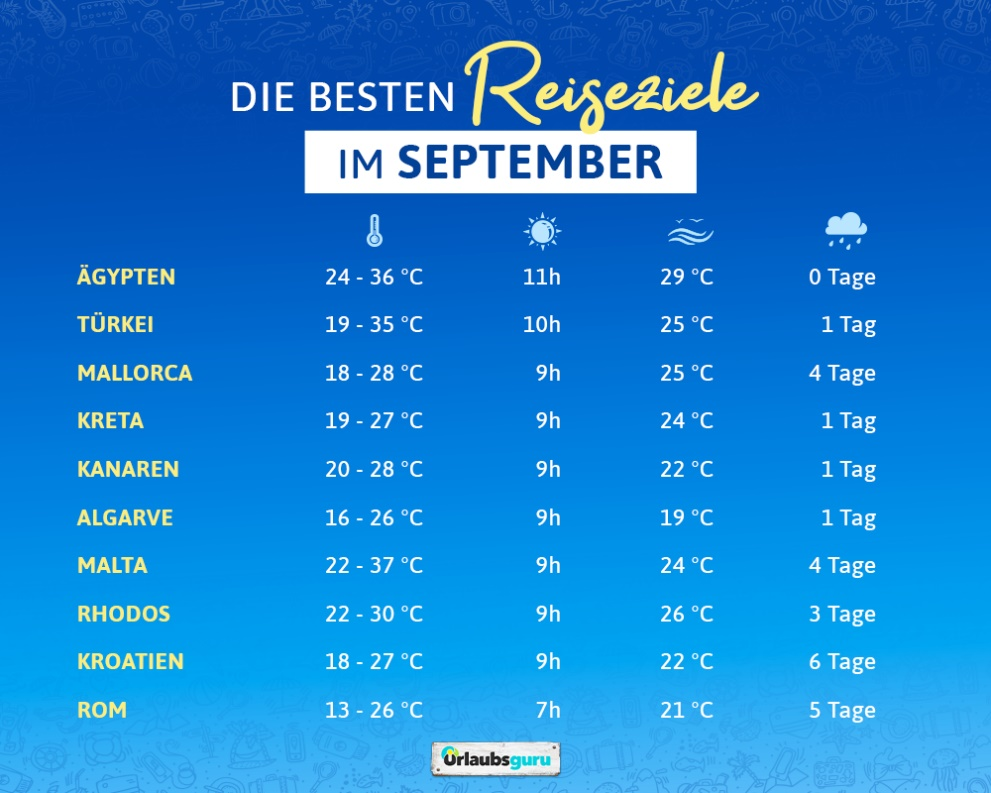 DIE BESTEN Reiseziele
IM SEPTEMBER
ÄGYPTEN 24 - 36 °C 11h 29 °C 0 Tage
TÜRKEI 19 - 35 °C 10h 25 °C 1 Tag
MALLORCA 18 - 28 °C 9h 25 °C 4 Tage
KRETA 19 - 27 °C 9h 24 °C 1 Tag
KANAREN 20 - 28 °C 9h 22 °C 1 Tag
ALGARVE 16 - 26 °C 9h 19 °C 1 Tag
MALTA 22 - 37 °C 9h 24 °C 4 Tage
RHODOS 22 - 30 °C 9h 26 °C 3 Tage
KROATIEN 18 - 27 °C 9h 22 °C 6 Tage
ROM 13 - 26 °C 7h 21 °C 5 Tage
Urlaubsguru